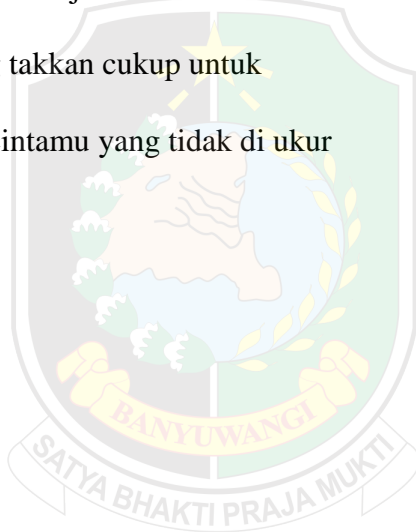 takkan cukup untuk
intamu yang tidak di ukur
BANYUWANGI
SATYA BHAKTI PRAJA MUKTI